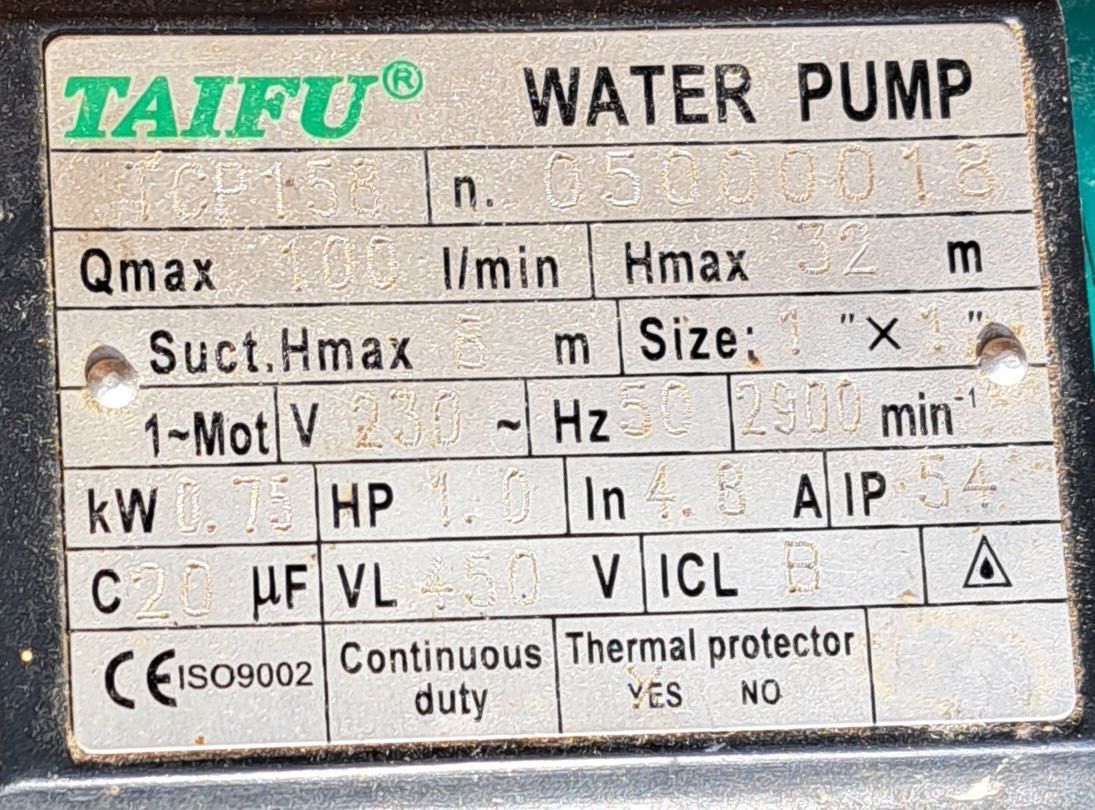 TAIFU® WATER PUMP
TCP158 n. 05000018
Qmax 100 l/min Hmax 32 m
Suct.Hmax 8 m Size: 1 " × 1 "
1~Mot V 230 ~ Hz 50 2900 min⁻¹
kW 0.75 HP 1.0 In 4.8 A IP 54
C 20 µF VL 450 V ICL B
CE ISO9002 Continuous duty Thermal protector YES NO